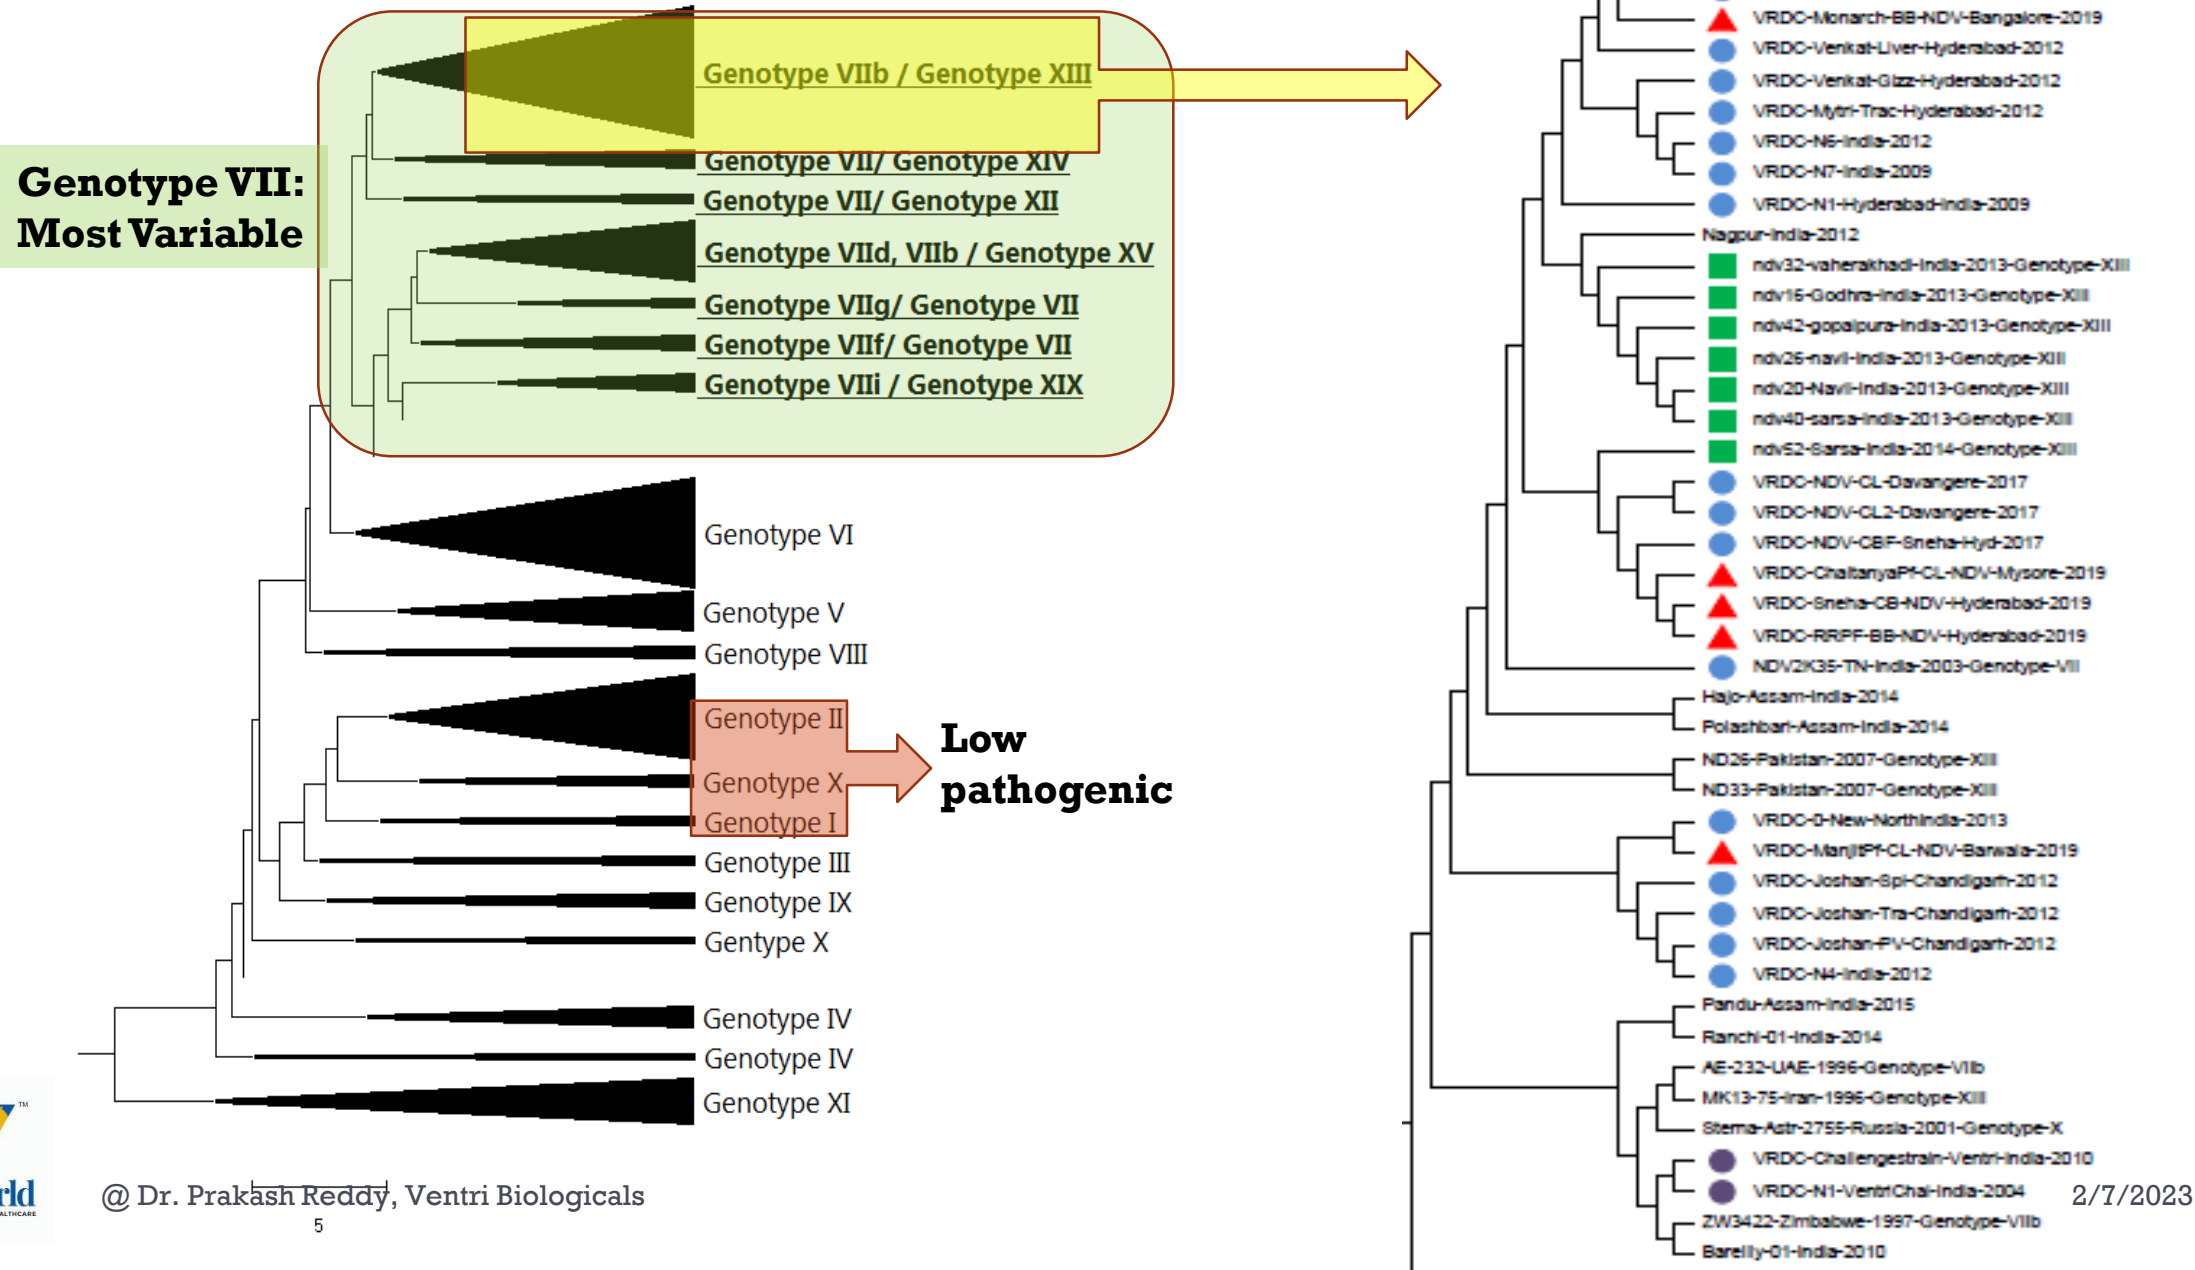 Genotype VII:
Most Variable
Genotype VIIb / Genotype XIII
Genotype VII/ Genotype XIV
Genotype VII/ Genotype XII
Genotype VIId, VIIb / Genotype XV
Genotype VIIg/ Genotype VII
Genotype VIIf/ Genotype VII
Genotype VIIi / Genotype XIX
Genotype VI
Genotype V
Genotype VIII
Genotype II
Genotype X
Genotype I
Low
pathogenic
Genotype III
Genotype IX
Gentype X
Genotype IV
Genotype IV
Genotype XI
VRDC-Monarch-BB-NDV-Bangalore-2019
VRDC-Venkat-Liver-Hyderabad-2012
VRDC-Venkat-Gizz-Hyderabad-2012
VRDC-Mytri-Trac-Hyderabad-2012
VRDC-N6-India-2012
VRDC-N7-India-2009
VRDC-N1-Hyderabad-India-2009
Nagpur-India-2012
ndv32-vaherakhadi-India-2013-Genotype-XIII
ndv16-Godhra-India-2013-Genotype-XIII
ndv42-gopalpura-India-2013-Genotype-XIII
ndv26-navli-India-2013-Genotype-XIII
ndv20-Navli-India-2013-Genotype-XIII
ndv40-sarsa-India-2013-Genotype-XIII
ndv52-Sarsa-India-2014-Genotype-XIII
VRDC-NDV-CL-Davangere-2017
VRDC-NDV-CL2-Davangere-2017
VRDC-NDV-CBF-Sneha-Hyd-2017
VRDC-ChaitanyaPf-CL-NDV-Mysore-2019
VRDC-Sneha-CB-NDV-Hyderabad-2019
VRDC-RRPF-BB-NDV-Hyderabad-2019
NDV2K35-TN-India-2003-Genotype-VII
Hajo-Assam-India-2014
Polashbari-Assam-India-2014
ND26-Pakistan-2007-Genotype-XIII
ND33-Pakistan-2007-Genotype-XIII
VRDC-0-New-NorthIndia-2013
VRDC-ManjitPf-CL-NDV-Barwala-2019
VRDC-Joshan-Spl-Chandigarh-2012
VRDC-Joshan-Tra-Chandigarh-2012
VRDC-Joshan-PV-Chandigarh-2012
VRDC-N4-India-2012
Pandu-Assam-India-2015
Ranchi-01-India-2014
AE-232-UAE-1996-Genotype-VIIb
MK13-75-Iran-1996-Genotype-XIII
Sterna-Astr-2755-Russia-2001-Genotype-X
VRDC-Challengestrain-Ventri-India-2010
VRDC-N1-VentriChal-India-2004
ZW3422-Zimbabwe-1997-Genotype-VIIb
Bareilly-01-India-2010
@ Dr. Prakash Reddy, Ventri Biologicals
5
2/7/2023
TM